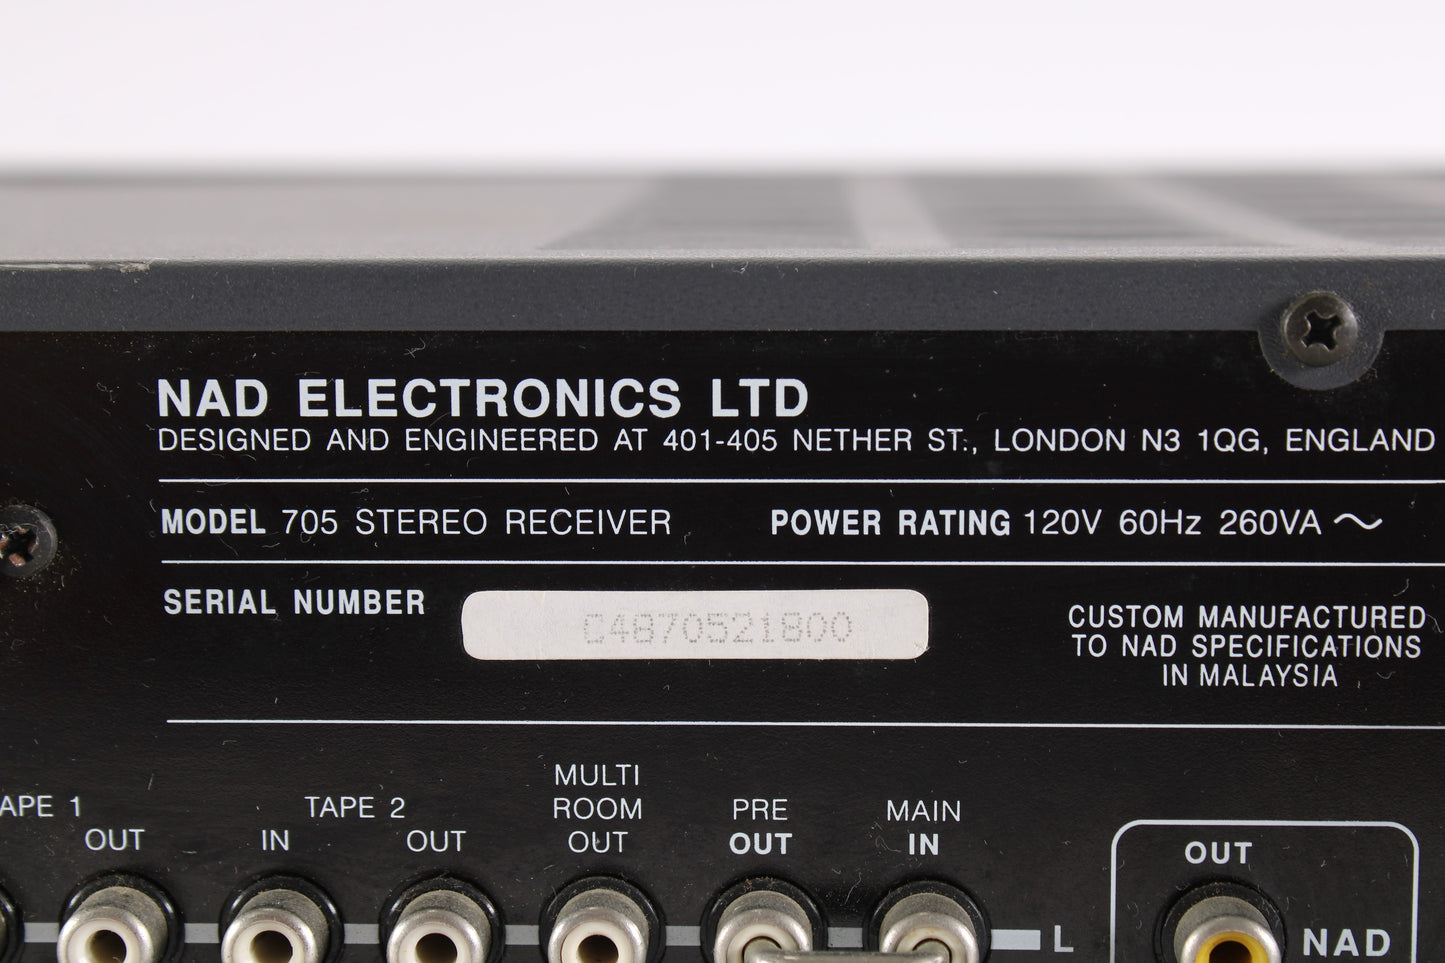 NAD ELECTRONICS LTD
DESIGNED AND ENGINEERED AT 401-405 NETHER ST., LONDON N3 1QG, ENGLAND
MODEL 705 STEREO RECEIVER POWER RATING 120V 60Hz 260VA ～
SERIAL NUMBER
CUSTOM MANUFACTURED
TO NAD SPECIFICATIONS
IN MALAYSIA
1
OUT
TAPE 2
IN OUT
MULTI
ROOM
OUT
PRE
OUT
MAIN
IN
L
OUT
NAD